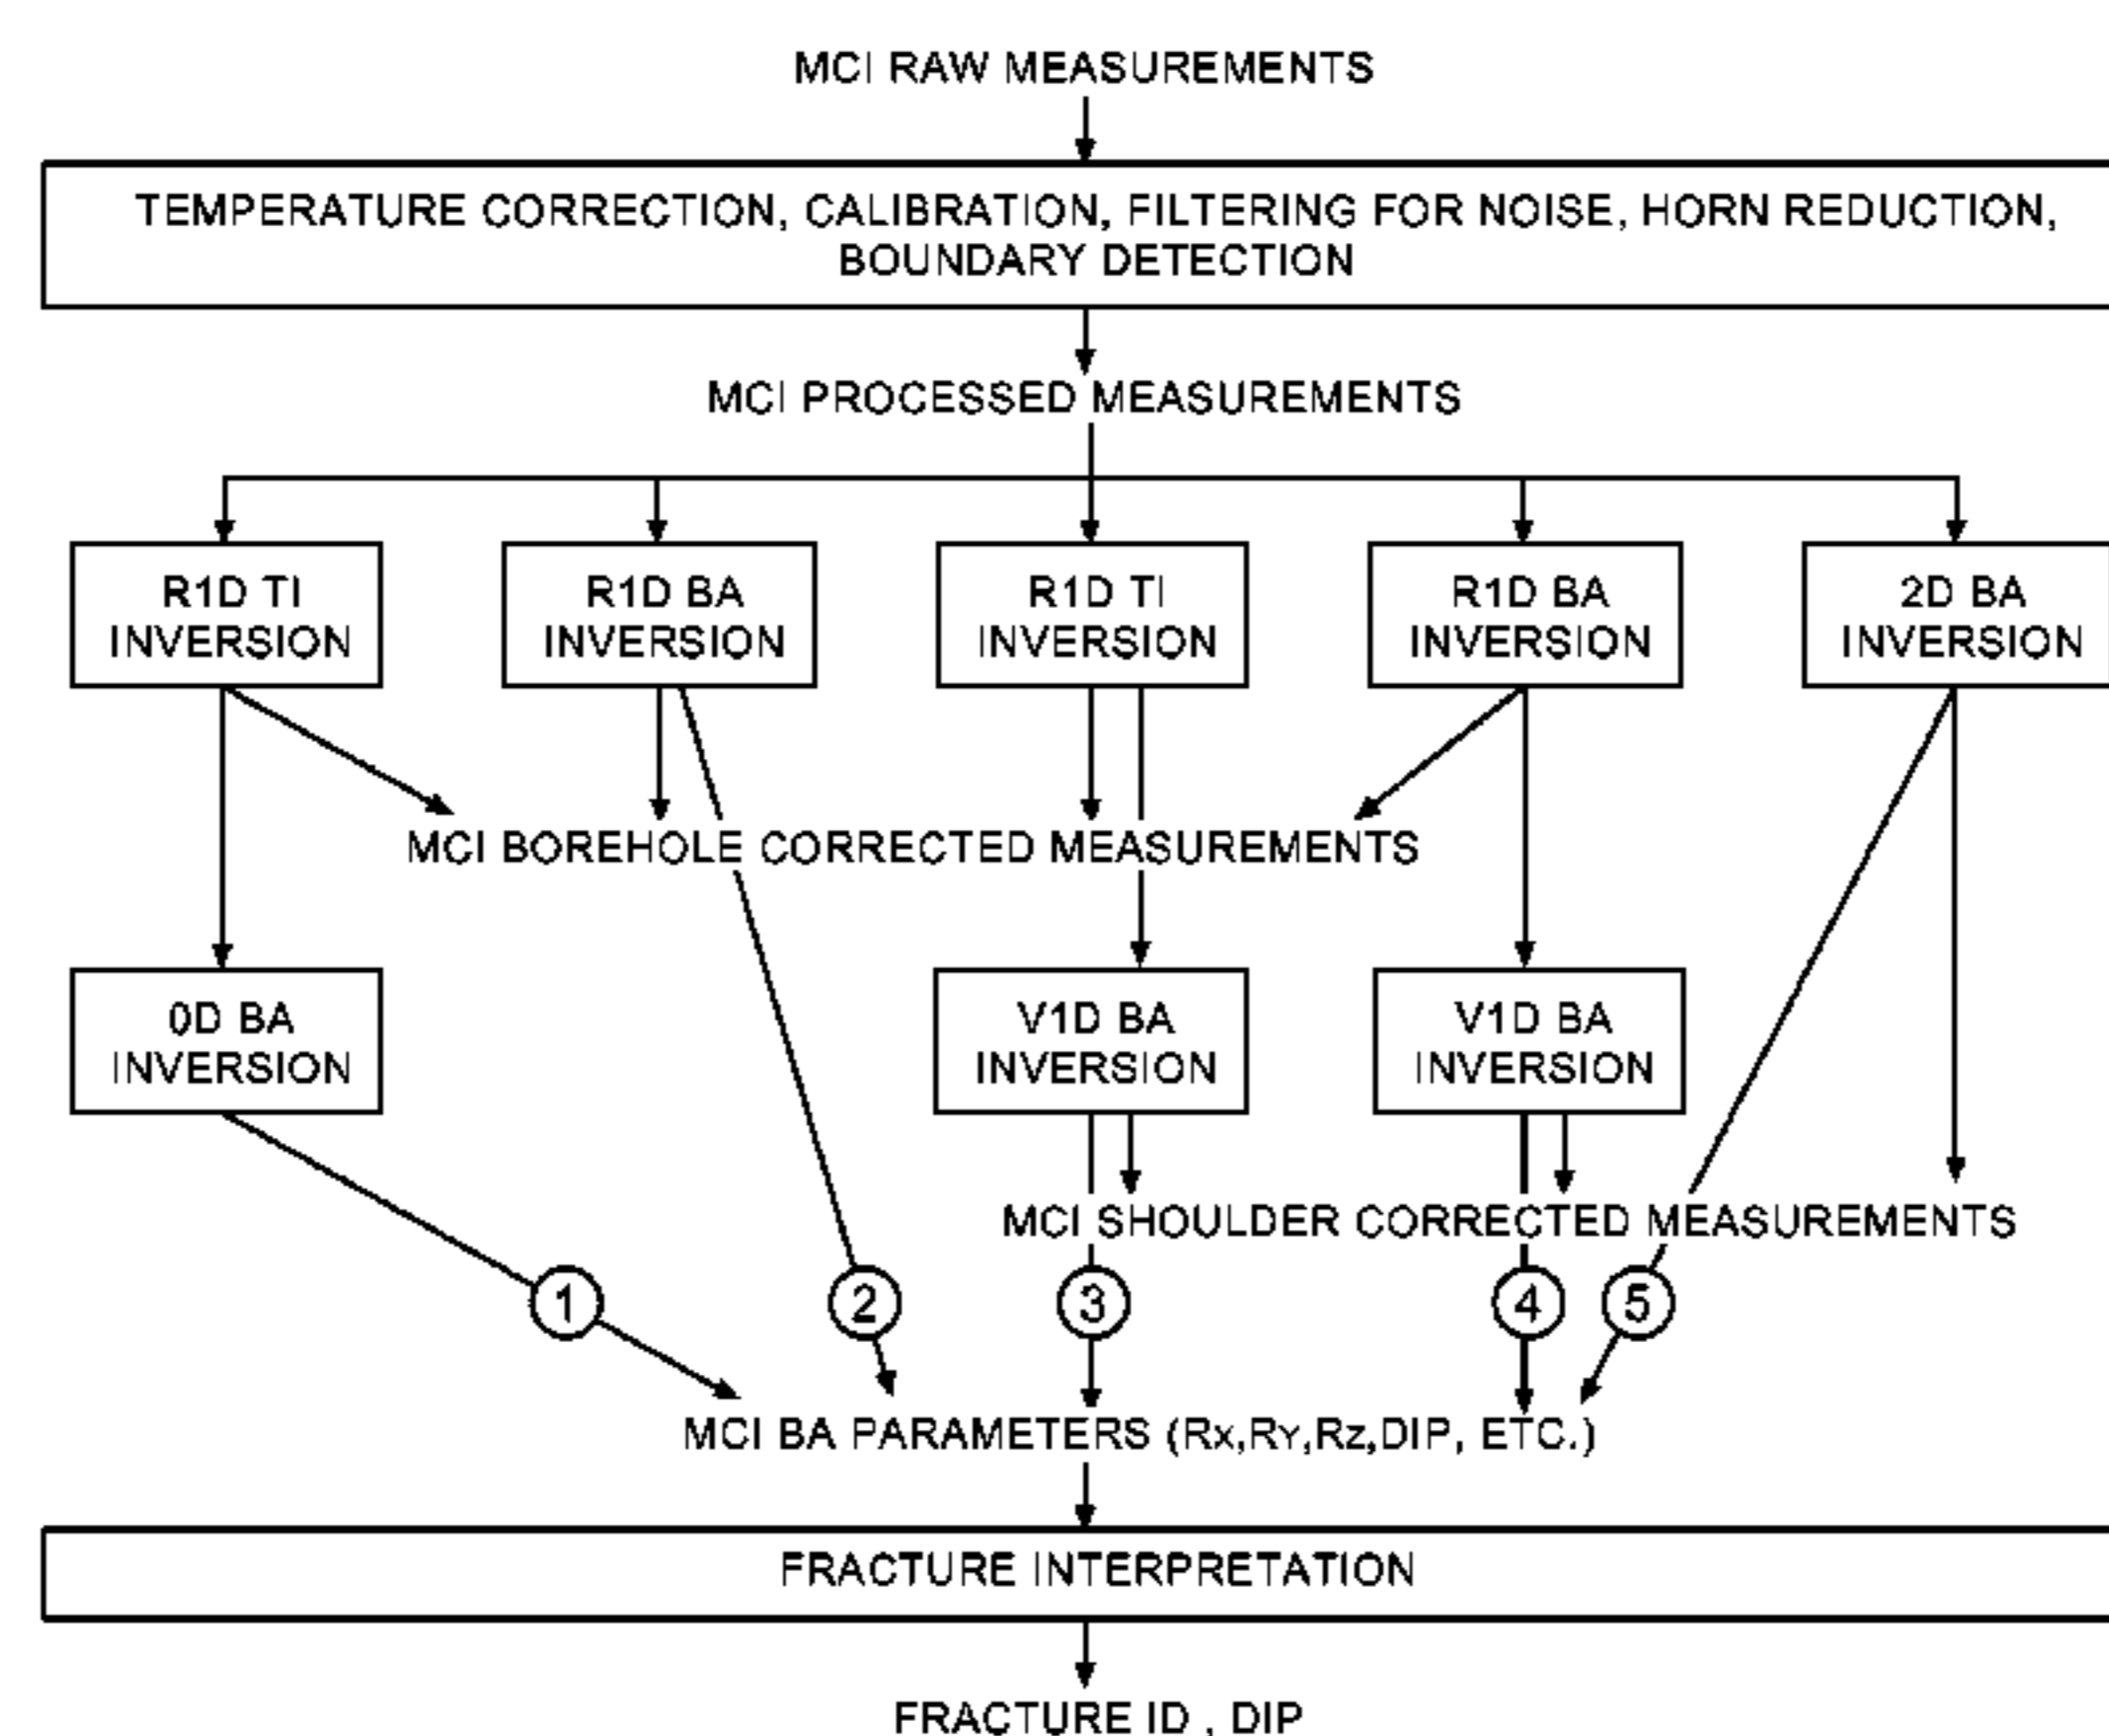 MCI RAW MEASUREMENTS
TEMPERATURE CORRECTION, CALIBRATION, FILTERING FOR NOISE, HORN REDUCTION,
BOUNDARY DETECTION
MCI PROCESSED MEASUREMENTS
R1D TI
INVERSION
R1D BA
INVERSION
R1D TI
INVERSION
R1D BA
INVERSION
2D BA
INVERSION
MCI BOREHOLE CORRECTED MEASUREMENTS
0D BA
INVERSION
V1D BA
INVERSION
V1D BA
INVERSION
MCI SHOULDER CORRECTED MEASUREMENTS
1
2
3
4
5
MCI BA PARAMETERS (Rx,RY,Rz,DIP, ETC.)
FRACTURE INTERPRETATION
FRACTURE ID , DIP